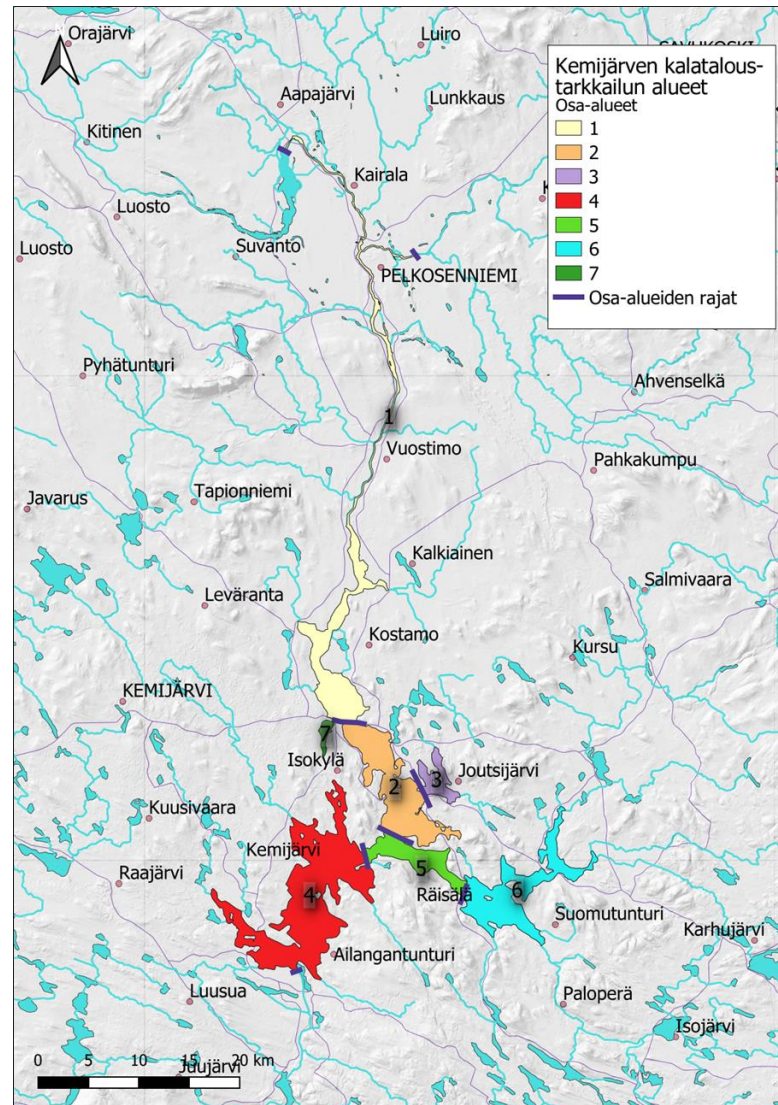 Orajärvi
Luiro
SAVUKOSKI
Kemijärven kalatalous-
tarkkailun alueet
Osa-alueet
1
2
3
4
5
6
7
Osa-alueiden rajat
Aapajärvi
Lunkkaus
Kitinen
Kairala
K
Luosto
Luosto
Suvanto
PELKOSENNIEMI
Pyhätunturi
Ahvenselkä
1
Vuostimo
Pahkakumpu
Tapionniemi
Javarus
Kalkiainen
Salmivaara
Leväranta
Kostamo
Kursu
KEMIJÄRVI
7
Isokylä
3
Joutsijärvi
2
Kuusivaara
Kemijärvi
5
Raajärvi
4
Räisälä
6
Suomutunturi
Karhujärvi
Ailangantunturi
Luusua
Paloperä
Isojärvi
0 5 10 15 20 km
Juujärvi